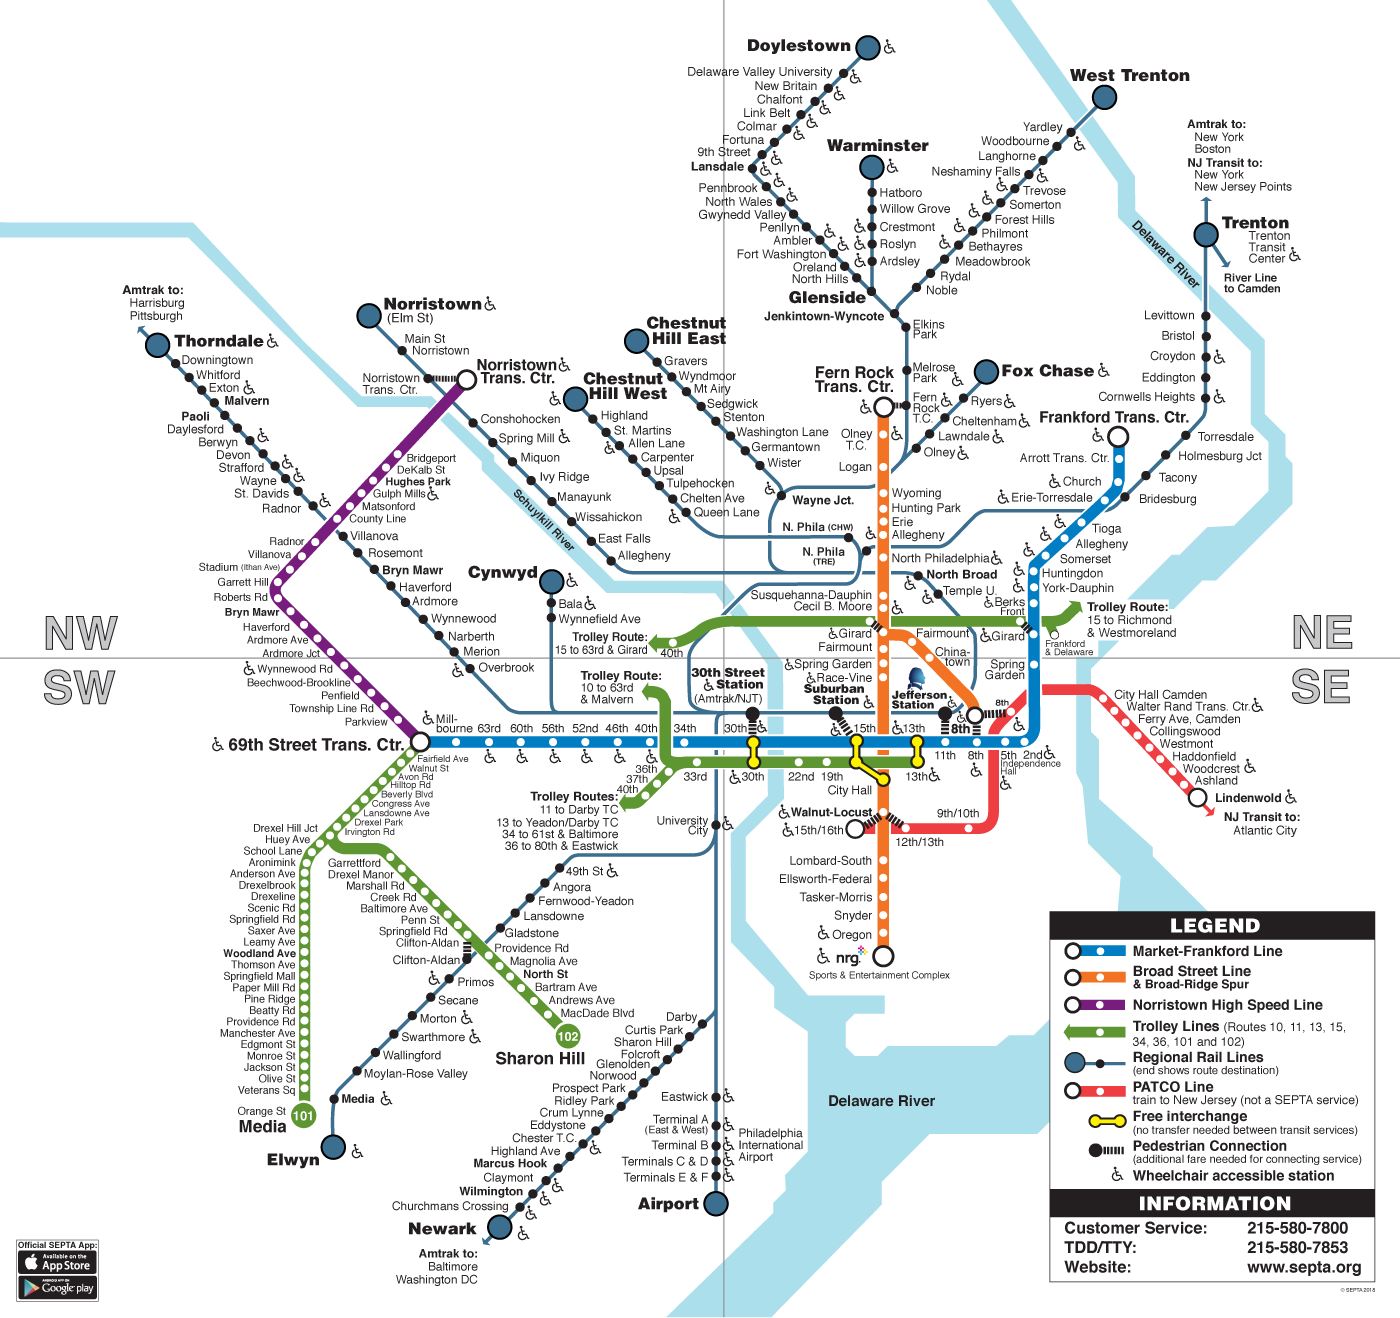 Doylestown
Delaware Valley University
New Britain
Chalfont
Link Belt
Colmar
Fortuna
9th Street
Lansdale
Pennbrook
North Wales
Gwynedd Valley
Penllyn
Ambler
Fort Washington
Oreland
North Hills
Glenside
Jenkintown-Wyncote
Warminster
Hatboro
Willow Grove
Crestmont
Roslyn
Ardsley
West Trenton
Yardley
Woodbourne
Langhorne
Neshaminy Falls
Trevose
Somerton
Forest Hills
Philmont
Bethayres
Meadowbrook
Rydal
Noble
Elkins
Park
Melrose
Park
Fern
Rock
T.C.
Amtrak to:
New York
Boston
NJ Transit to:
New York
New Jersey Points
Trenton
Trenton
Transit
Center
River Line
to Camden
Delaware River
Levittown
Bristol
Croydon
Eddington
Cornwells Heights
Torresdale
Holmesburg Jct
Tacony
Bridesburg
Amtrak to:
Harrisburg
Pittsburgh
Thorndale
Downingtown
Whitford
Exton
Malvern
Paoli
Daylesford
Berwyn
Devon
Strafford
Wayne
St. Davids
Radnor
Villanova
Rosemont
Bryn Mawr
Haverford
Ardmore
Wynnewood
Narberth
Merion
Overbrook
Norristown
(Elm St)
Main St
Norristown
Norristown
Trans. Ctr.
Norristown
Trans. Ctr.
Conshohocken
Spring Mill
Miquon
Ivy Ridge
Manayunk
Wissahickon
East Falls
Allegheny
Schuylkill River
Bridgeport
DeKalb St
Hughes Park
Gulph Mills
Matsonford
County Line
Radnor
Villanova
Stadium (Ithan Ave)
Garrett Hill
Roberts Rd
Bryn Mawr
Haverford
Ardmore Ave
Ardmore Jct
Wynnewood Rd
Beechwood-Brookline
Penfield
Township Line Rd
Parkview
69th Street Trans. Ctr.
Chestnut
Hill East
Gravers
Wyndmoor
Mt Airy
Sedgwick
Stenton
Washington Lane
Germantown
Wister
Wayne Jct.
Chestnut
Hill West
Highland
St. Martins
Allen Lane
Carpenter
Upsal
Tulpehocken
Chelten Ave
Queen Lane
N. Phila (CHW)
N. Phila
(TRE)
Cynwyd
Bala
Wynnefield Ave
Fern Rock
Trans. Ctr.
Olney
T.C.
Logan
Wyoming
Hunting Park
Erie
Allegheny
North Philadelphia
North Broad
Temple U.
Susquehanna-Dauphin
Cecil B. Moore
Girard
Fairmount
Spring Garden
Race-Vine
Fairmount
China-
town
Fox Chase
Ryers
Cheltenham
Lawndale
Olney
Frankford Trans. Ctr.
Arrott Trans. Ctr.
Church
Erie-Torresdale
Tioga
Allegheny
Somerset
Huntingdon
York-Dauphin
Berks
Front
Girard
Spring
Garden
Trolley Route:
15 to Richmond
& Westmoreland
Frankford
& Delaware
Trolley Route:
15 to 63rd & Girard
40th
Trolley Route:
10 to 63rd
& Malvern
NW
SW
NE
SE
30th Street
Station
(Amtrak/NJT)
Suburban
Station
Jefferson
Station
8th
8th
Mill-
bourne
63rd
60th
56th
52nd
46th
40th
34th
30th
15th
13th
11th
8th
5th
Independence
Hall
2nd
36th
37th
40th
33rd
30th
22nd
19th
13th
City Hall
Trolley Routes:
11 to Darby TC
13 to Yeadon/Darby TC
34 to 61st & Baltimore
36 to 80th & Eastwick
University
City
Walnut-Locust
15th/16th
12th/13th
9th/10th
Lombard-South
Ellsworth-Federal
Tasker-Morris
Snyder
Oregon
nrg
Sports & Entertainment Complex
City Hall Camden
Walter Rand Trans. Ctr.
Ferry Ave, Camden
Collingswood
Westmont
Haddonfield
Woodcrest
Ashland
Lindenwold
NJ Transit to:
Atlantic City
Fairfield Ave
Walnut St
Avon Rd
Hilltop Rd
Beverly Blvd
Congress Ave
Lansdowne Ave
Drexel Park
Irvington Rd
Drexel Hill Jct
Huey Ave
School Lane
Aronimink
Anderson Ave
Drexelbrook
Drexeline
Scenic Rd
Springfield Rd
Saxer Ave
Leamy Ave
Woodland Ave
Thomson Ave
Springfield Mall
Paper Mill Rd
Pine Ridge
Beatty Rd
Providence Rd
Manchester Ave
Edgmont St
Monroe St
Jackson St
Olive St
Veterans Sq
Orange St
101
Media
Garrettford
Drexel Manor
Marshall Rd
Creek Rd
Baltimore Ave
Penn St
Springfield Rd
Clifton-Aldan
Clifton-Aldan
Providence Rd
Magnolia Ave
North St
Bartram Ave
Andrews Ave
MacDade Blvd
102
Sharon Hill
49th St
Angora
Fernwood-Yeadon
Lansdowne
Gladstone
Primos
Secane
Morton
Swarthmore
Wallingford
Moylan-Rose Valley
Media
Elwyn
Darby
Curtis Park
Sharon Hill
Folcroft
Glenolden
Norwood
Prospect Park
Ridley Park
Crum Lynne
Eddystone
Chester T.C.
Highland Ave
Marcus Hook
Claymont
Wilmington
Churchmans Crossing
Newark
Amtrak to:
Baltimore
Washington DC
Eastwick
Terminal A
(East & West)
Terminal B
Terminals C & D
Terminals E & F
Philadelphia
International
Airport
Airport
Delaware River
LEGEND
Market-Frankford Line
Broad Street Line
& Broad-Ridge Spur
Norristown High Speed Line
Trolley Lines (Routes 10, 11, 13, 15,
34, 36, 101 and 102)
Regional Rail Lines
(end shows route destination)
PATCO Line
train to New Jersey (not a SEPTA service)
Free interchange
(no transfer needed between transit services)
Pedestrian Connection
(additional fare needed for connecting service)
Wheelchair accessible station
INFORMATION
Customer Service: 215-580-7800
TDD/TTY: 215-580-7853
Website: www.septa.org
© SEPTA 2018
Official SEPTA App:
Available on the
App Store
ANDROID APP ON
Google play